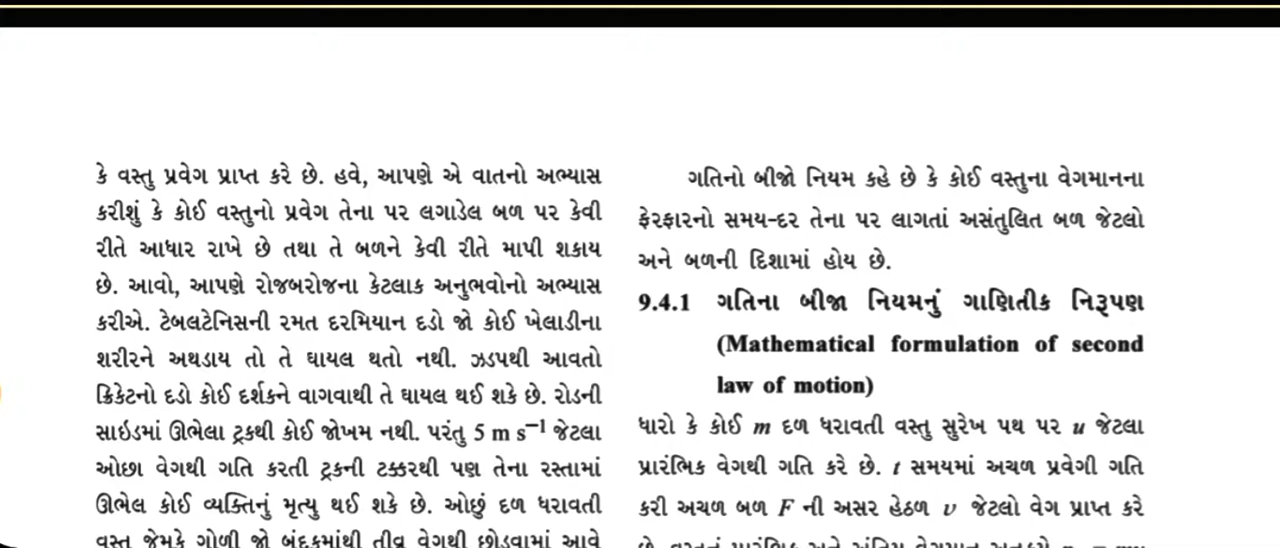 કે વસ્તુ પ્રવેગ પ્રાપ્ત કરે છે. હવે, આપણે એ વાતનો અભ્યાસ
કરીશું કે કોઈ વસ્તુનો પ્રવેગ તેના પર લગાડેલ બળ પર કેવી
રીતે આધાર રાખે છે તથા તે બળને કેવી રીતે માપી શકાય
છે. આવો, આપણે રોજબરોજના કેટલાક અનુભવોનો અભ્યાસ
કરીએ. ટેબલટેનિસની રમત દરમિયાન દડો જો કોઈ ખેલાડીના
શરીરને અથડાય તો તે ઘાયલ થતો નથી. ઝડપથી આવતો
ક્રિકેટનો દડો કોઈ દર્શકને વાગવાથી તે ઘાયલ થઈ શકે છે. રોડની
સાઇડમાં ઊભેલા ટ્રકથી કોઈ જોખમ નથી. પરંતુ 5 m s⁻¹ જેટલા
ઓછા વેગથી ગતિ કરતી ટ્રકની ટક્કરથી પણ તેના રસ્તામાં
ઊભેલ કોઈ વ્યક્તિનું મૃત્યુ થઈ શકે છે. ઓછું દળ ધરાવતી
વસ્તુ જેમકે ગોળી જો બંદૂકમાંથી તીવ્ર વેગથી છોડવામાં આવે
ગતિનો બીજો નિયમ કહે છે કે કોઈ વસ્તુના વેગમાનના
ફેરફારનો સમય-દર તેના પર લાગતાં અસંતુલિત બળ જેટલો
અને બળની દિશામાં હોય છે.
9.4.1 ગતિના બીજા નિયમનું ગાણિતીક નિરૂપણ
(Mathematical formulation of second
law of motion)
ધારો કે કોઈ m દળ ધરાવતી વસ્તુ સુરેખ પથ પર u જેટલા
પ્રારંભિક વેગથી ગતિ કરે છે. t સમયમાં અચળ પ્રવેગી ગતિ
કરી અચળ બળ F ની અસર હેઠળ v જેટલો વેગ પ્રાપ્ત કરે